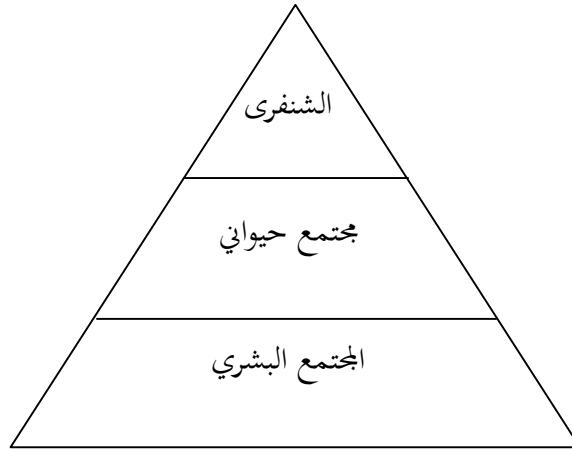 الشنفرى
مجتمع حيواني
المجتمع البشري